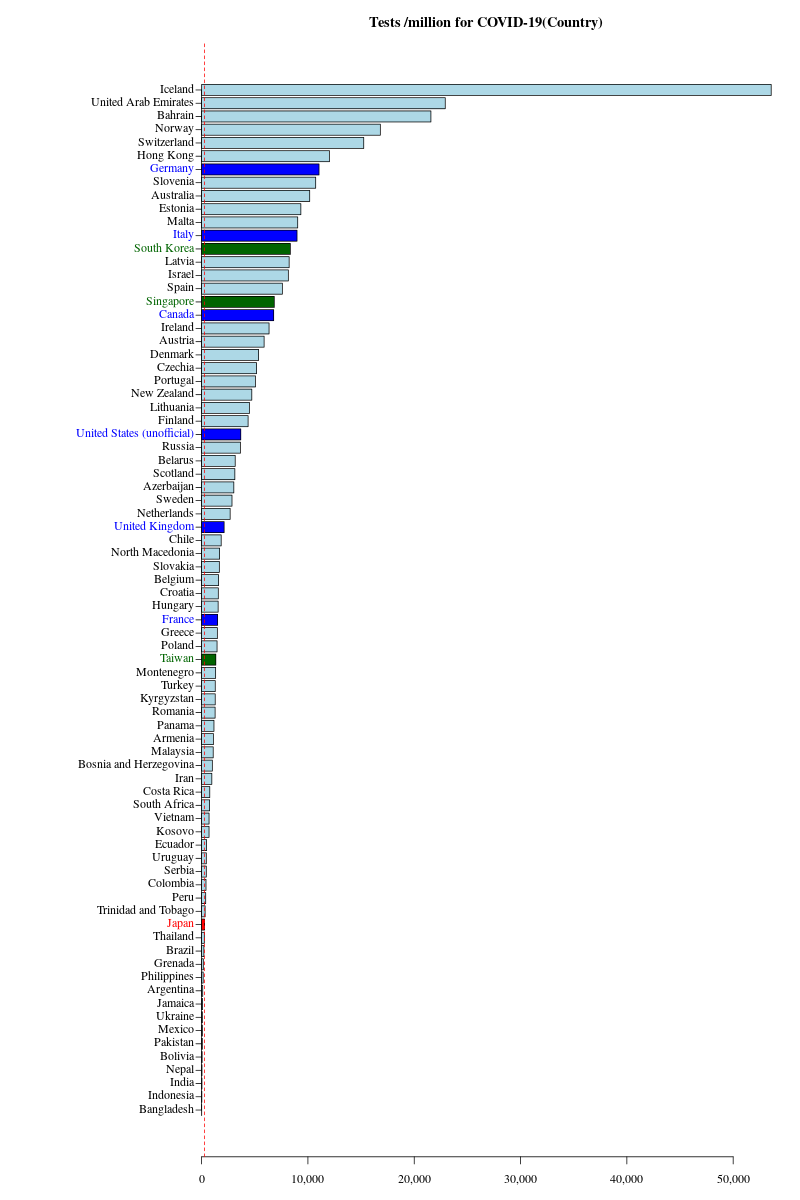 Tests /million for COVID-19(Country)
Iceland
United Arab Emirates
Bahrain
Norway
Switzerland
Hong Kong
Germany
Slovenia
Australia
Estonia
Malta
Italy
South Korea
Latvia
Israel
Spain
Singapore
Canada
Ireland
Austria
Denmark
Czechia
Portugal
New Zealand
Lithuania
Finland
United States (unofficial)
Russia
Belarus
Scotland
Azerbaijan
Sweden
Netherlands
United Kingdom
Chile
North Macedonia
Slovakia
Belgium
Croatia
Hungary
France
Greece
Poland
Taiwan
Montenegro
Turkey
Kyrgyzstan
Romania
Panama
Armenia
Malaysia
Bosnia and Herzegovina
Iran
Costa Rica
South Africa
Vietnam
Kosovo
Ecuador
Uruguay
Serbia
Colombia
Peru
Trinidad and Tobago
Japan
Thailand
Brazil
Grenada
Philippines
Argentina
Jamaica
Ukraine
Mexico
Pakistan
Bolivia
Nepal
India
Indonesia
Bangladesh
0 10,000 20,000 30,000 40,000 50,000